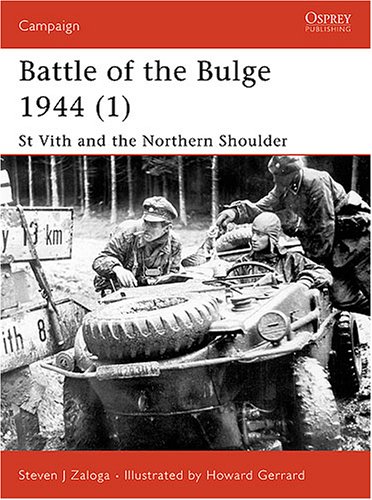 Campaign
OSPREY
PUBLISHING
Battle of the Bulge
1944 (1)
St Vith and the Northern Shoulder
y 13 km
ith 8
Steven J Zaloga · Illustrated by Howard Gerrard